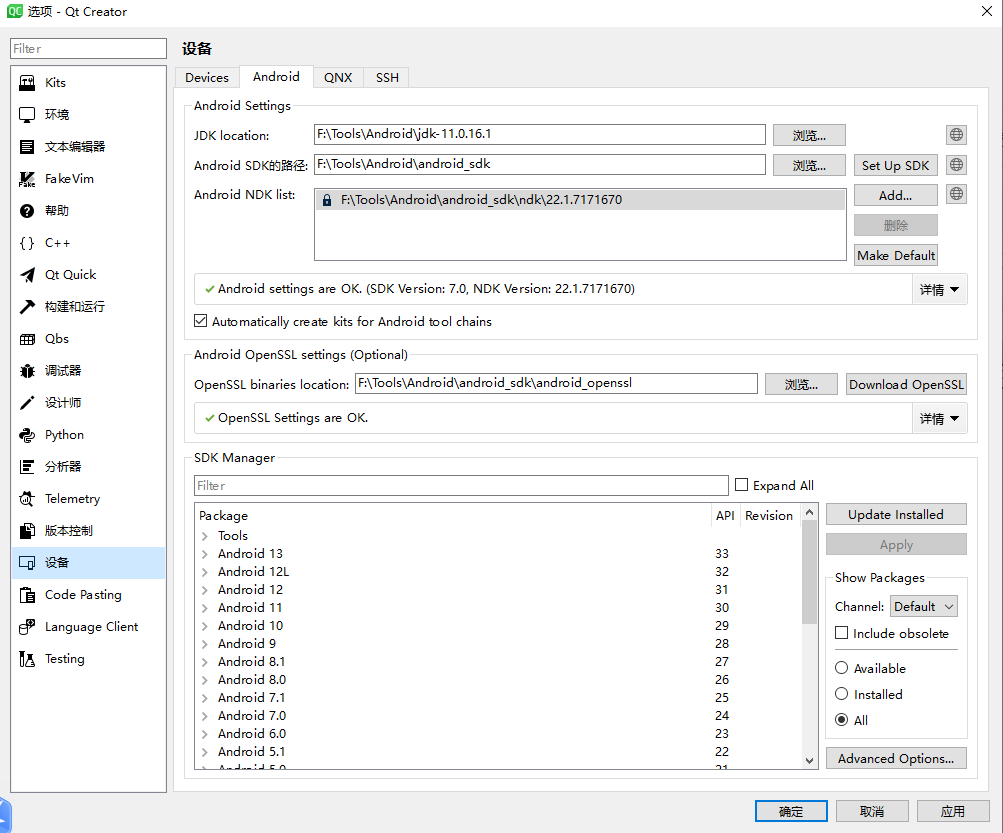 选项 - Qt Creator
Filter
Kits
环境
文本编辑器
FakeVim
帮助
C++
Qt Quick
构建和运行
Qbs
调试器
设计师
Python
分析器
Telemetry
版本控制
设备
Code Pasting
Language Client
Testing
设备
Devices Android QNX SSH
Android Settings
JDK location: F:\Tools\Android\jdk-11.0.16.1 浏览...
Android SDK的路径: F:\Tools\Android\android_sdk 浏览... Set Up SDK
Android NDK list: F:\Tools\Android\android_sdk\ndk\22.1.7171670 Add...
删除
Make Default
Android settings are OK. (SDK Version: 7.0, NDK Version: 22.1.7171670) 详情
Automatically create kits for Android tool chains
Android OpenSSL settings (Optional)
OpenSSL binaries location: F:\Tools\Android\android_sdk\android_openssl 浏览... Download OpenSSL
OpenSSL Settings are OK. 详情
SDK Manager
Filter Expand All
Package API Revision
Tools
Android 13 33
Android 12L 32
Android 12 31
Android 11 30
Android 10 29
Android 9 28
Android 8.1 27
Android 8.0 26
Android 7.1 25
Android 7.0 24
Android 6.0 23
Android 5.1 22
Android 5.0 21
Update Installed
Apply
Show Packages
Channel: Default
Include obsolete
Available
Installed
All
Advanced Options...
确定 取消 应用